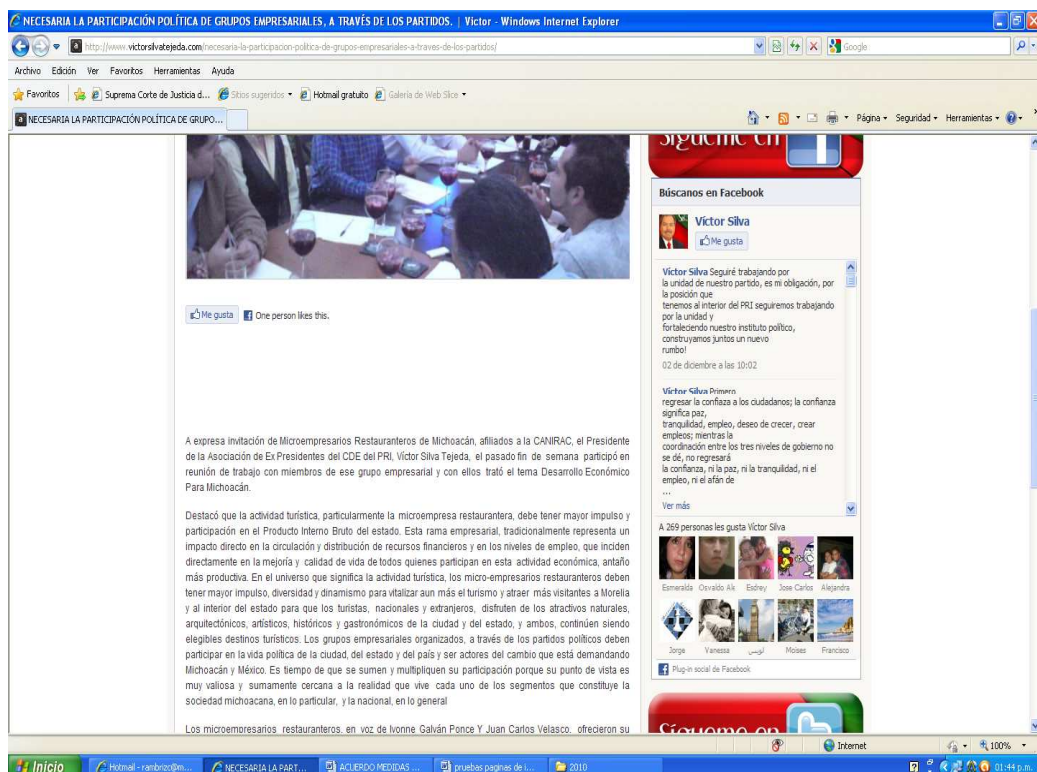 NECESARIA LA PARTICIPACIÓN POLÍTICA DE GRUPOS EMPRESARIALES, A TRAVÉS DE LOS PARTIDOS. | Victor - Windows Internet Explorer
http://www.victorsilvatejeda.com/necesaria-la-participacion-politica-de-grupos-empresariales-a-traves-de-los-partidos/
Google
Archivo Edición Ver Favoritos Herramientas Ayuda
Favoritos Suprema Corte de Justicia d... Sitios sugeridos Hotmail gratuito Galería de Web Slice
NECESARIA LA PARTICIPACIÓN POLÍTICA DE GRUPO...
Página Seguridad Herramientas
Sígueme en
Búscanos en Facebook
Víctor Silva
Me gusta
Víctor Silva Seguiré trabajando por
la unidad de nuestro partido, es mi obligación, por
la posición que
tenemos al interior del PRI seguiremos trabajando
por la unidad y
fortaleciendo nuestro instituto político,
construyamos juntos un nuevo
rumbo!
02 de diciembre a las 10:02
Víctor Silva Primero
regresar la confiaza a los ciudadanos; la confianza
significa paz,
tranquilidad, empleo, deseo de crecer, crear
empleos; mientras la
coordinación entre los tres niveles de gobierno no
se dé, no regresará
la confianza, ni la paz, ni la tranquilidad, ni el
empleo, ni el afán de
...
Ver más
A 269 personas les gusta Víctor Silva
Esmeralda Osvaldo Ak Esdrey Jose Carlos Alejandra
Jorge Vanessa لويس Moises Francisco
Plug-in social de Facebook
Sígueme en
Me gusta One person likes this.
A expresa invitación de Microempresarios Restauranteros de Michoacán, afiliados a la CANIRAC, el Presidente
de la Asociación de Ex Presidentes del CDE del PRI, Víctor Silva Tejeda, el pasado fin de semana participó en
reunión de trabajo con miembros de ese grupo empresarial y con ellos trató el tema Desarrollo Económico
Para Michoacán.
Destacó que la actividad turística, particularmente la microempresa restaurantera, debe tener mayor impulso y
participación en el Producto Interno Bruto del estado. Esta rama empresarial, tradicionalmente representa un
impacto directo en la circulación y distribución de recursos financieros y en los niveles de empleo, que inciden
directamente en la mejoría y calidad de vida de todos quienes participan en esta actividad económica, antaño
más productiva. En el universo que significa la actividad turística, los micro-empresarios restauranteros deben
tener mayor impulso, diversidad y dinamismo para vitalizar aun más el turismo y atraer más visitantes a Morelia
y al interior del estado para que los turistas, nacionales y extranjeros, disfruten de los atractivos naturales,
arquitectónicos, artísticos, históricos y gastronómicos de la ciudad y del estado, y ambos, continúen siendo
elegibles destinos turísticos. Los grupos empresariales organizados, a través de los partidos políticos deben
participar en la vida política de la ciudad, del estado y del país y ser actores del cambio que está demandando
Michoacán y México. Es tiempo de que se sumen y multipliquen su participación porque su punto de vista es
muy valiosa y sumamente cercana a la realidad que vive cada uno de los segmentos que constituye la
sociedad michoacana, en lo particular, y la nacional, en lo general
Los microempresarios restauranteros, en voz de Ivonne Galván Ponce Y Juan Carlos Velasco, ofrecieron su
Internet 100%
Inicio Hotmail - rambrizc@m... NECESARIA LA PART... ACUERDO MEDIDAS ... pruebas paginas de i... 2010 01:44 p.m.